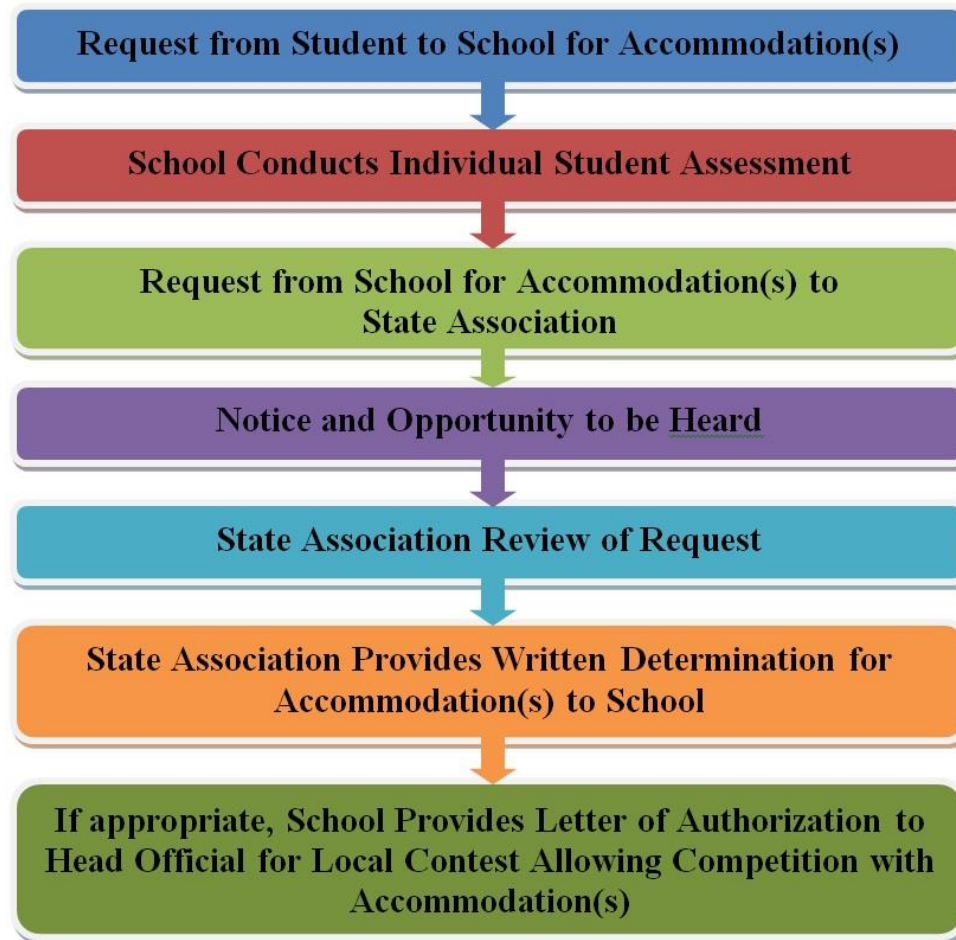 Request from Student to School for Accommodation(s)
School Conducts Individual Student Assessment
Request from School for Accommodation(s) to
State Association
Notice and Opportunity to be Heard
State Association Review of Request
State Association Provides Written Determination for
Accommodation(s) to School
If appropriate, School Provides Letter of Authorization to
Head Official for Local Contest Allowing Competition with
Accommodation(s)